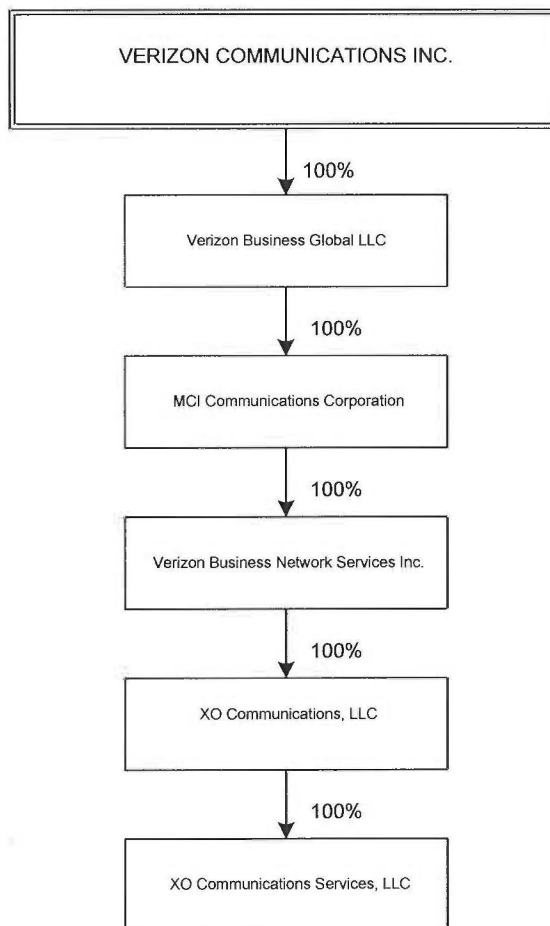 VERIZON COMMUNICATIONS INC.
100%
Verizon Business Global LLC
100%
MCI Communications Corporation
100%
Verizon Business Network Services Inc.
100%
XO Communications, LLC
100%
XO Communications Services, LLC